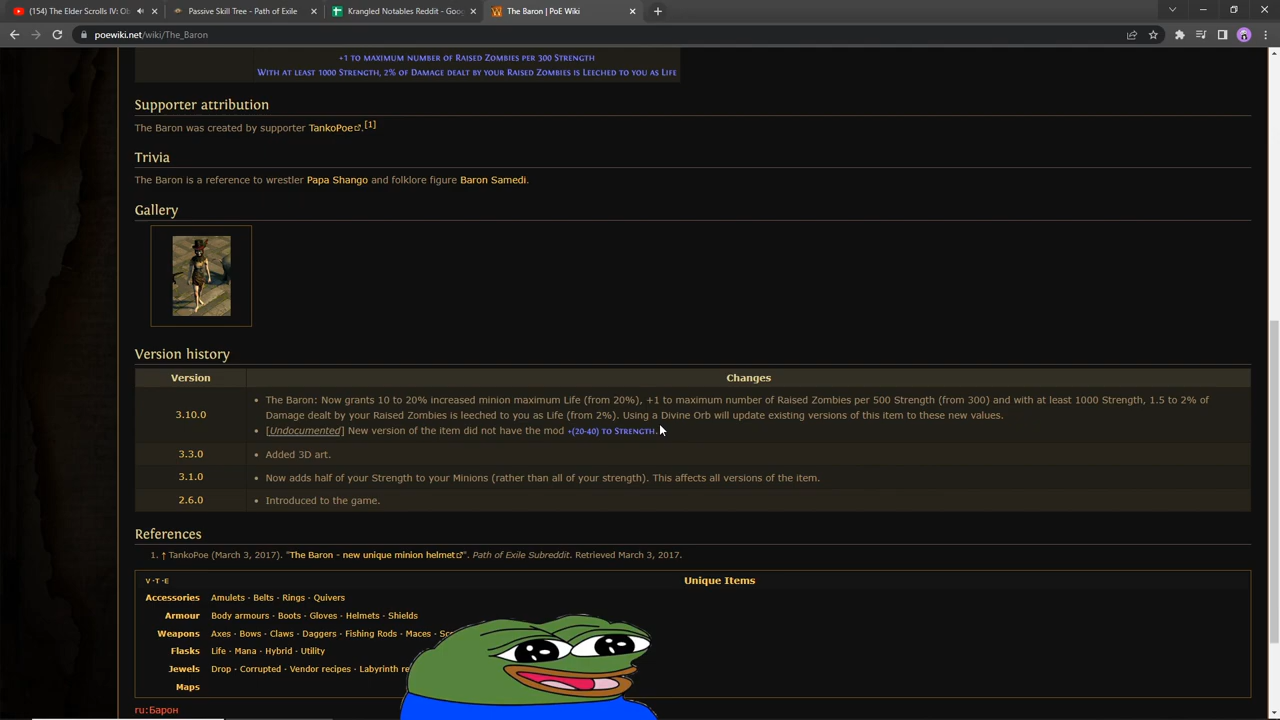 (154) The Elder Scrolls IV: Ob
Passive Skill Tree - Path of Exile
Krangled Notables Reddit - Goo
The Baron | PoE Wiki
poewiki.net/wiki/The_Baron
+1 to maximum number of Raised Zombies per 300 Strength
With at least 1000 Strength, 2% of Damage dealt by your Raised Zombies is Leeched to you as Life
Supporter attribution
The Baron was created by supporter TankoPoe.[1]
Trivia
The Baron is a reference to wrestler Papa Shango and folklore figure Baron Samedi.
Gallery
Version history
Version Changes
3.10.0
• The Baron: Now grants 10 to 20% increased minion maximum Life (from 20%), +1 to maximum number of Raised Zombies per 500 Strength (from 300) and with at least 1000 Strength, 1.5 to 2% of
Damage dealt by your Raised Zombies is leeched to you as Life (from 2%). Using a Divine Orb will update existing versions of this item to these new values.
• [Undocumented] New version of the item did not have the mod +(20-40) to Strength.
3.3.0 • Added 3D art.
3.1.0 • Now adds half of your Strength to your Minions (rather than all of your strength). This affects all versions of the item.
2.6.0 • Introduced to the game.
References
1. ↑ TankoPoe (March 3, 2017). "The Baron - new unique minion helmet". Path of Exile Subreddit. Retrieved March 3, 2017.
V · T · E Unique Items
Accessories Amulets · Belts · Rings · Quivers
Armour Body armours · Boots · Gloves · Helmets · Shields
Weapons Axes · Bows · Claws · Daggers · Fishing Rods · Maces · Sc
Flasks Life · Mana · Hybrid · Utility
Jewels Drop · Corrupted · Vendor recipes · Labyrinth re
Maps
ru:Барон